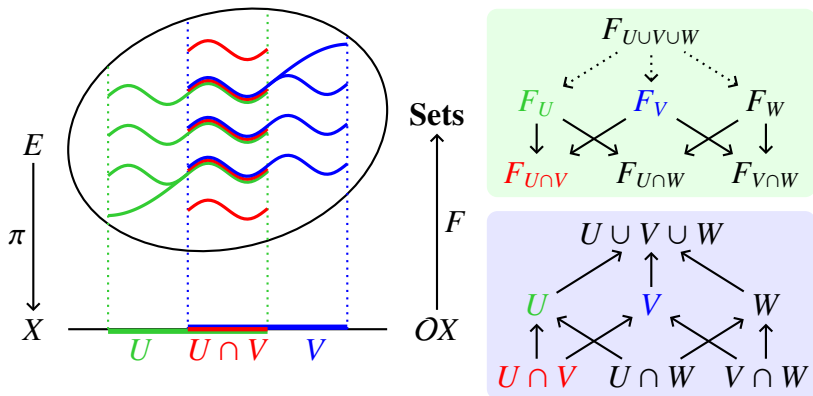 E
π
X
U
U ∩ V
V
Sets
F
𝒪X
F_{U∪V∪W}
F_U F_V F_W
F_{U∩V} F_{U∩W} F_{V∩W}
U ∪ V ∪ W
U V W
U ∩ V U ∩ W V ∩ W